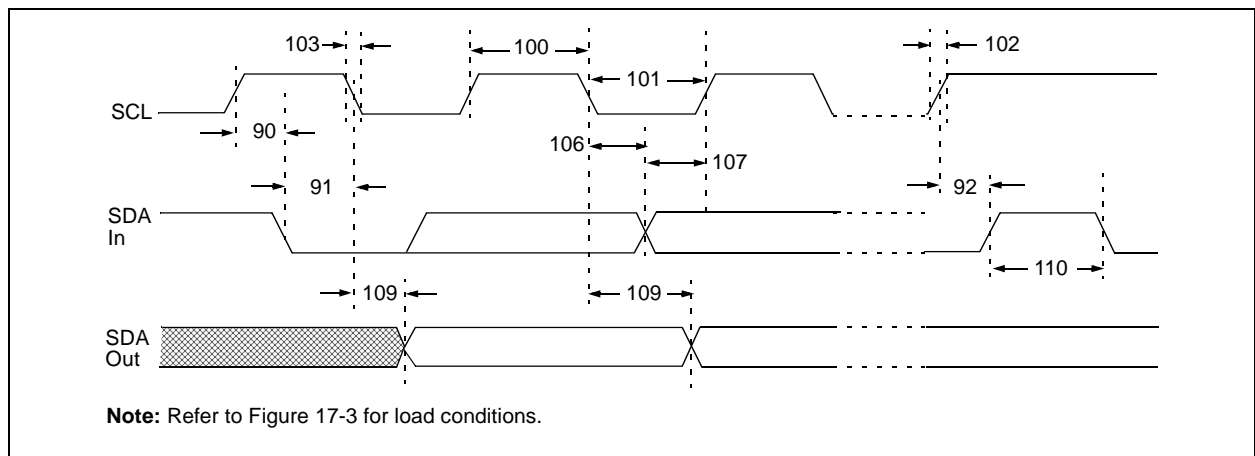 103
100
102
101
SCL
90
106
107
91
92
SDA
In
110
109
109
SDA
Out
Note: Refer to Figure 17-3 for load conditions.